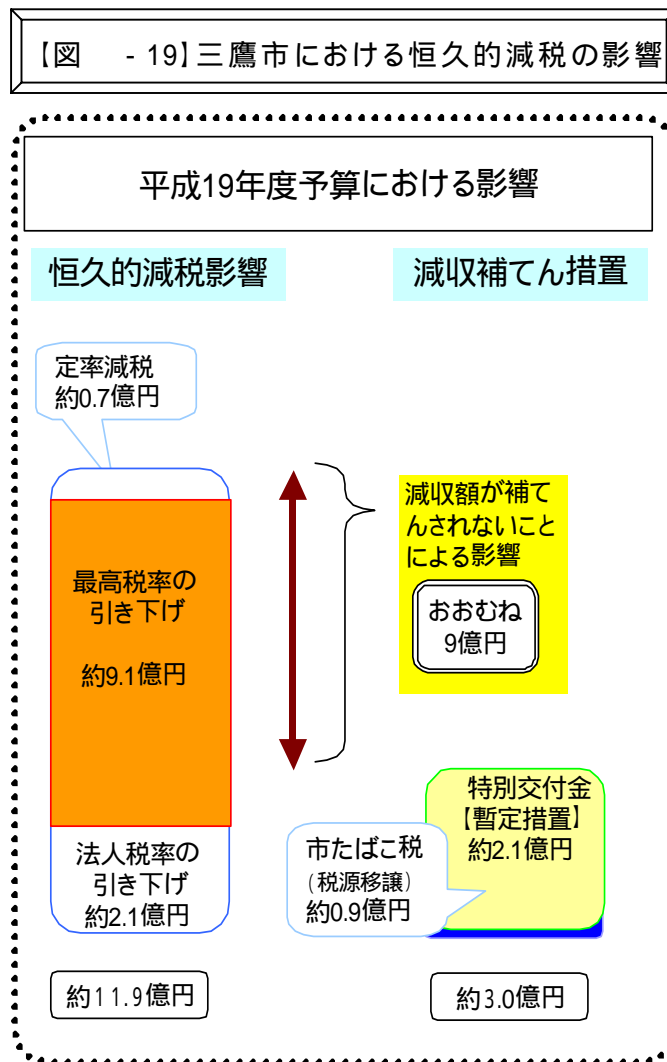 【図　- 19】三鷹市における恒久的減税の影響
平成19年度予算における影響
恒久的減税影響
減収補てん措置
定率減税
約0.7億円
最高税率の
引き下げ
約9.1億円
法人税率の
引き下げ
約2.1億円
約11.9億円
減収額が補て
んされないこと
による影響
おおむね
9億円
特別交付金
【暫定措置】
約2.1億円
市たばこ税
(税源移譲)
約0.9億円
約3.0億円